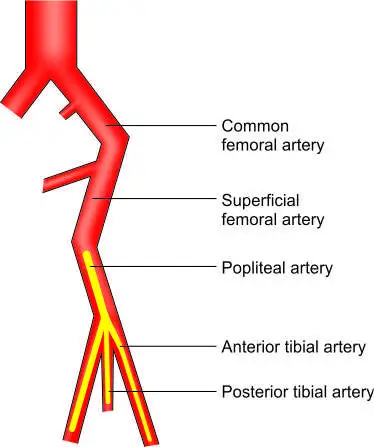 Common
femoral artery
Superficial
femoral artery
Popliteal artery
Anterior tibial artery
Posterior tibial artery